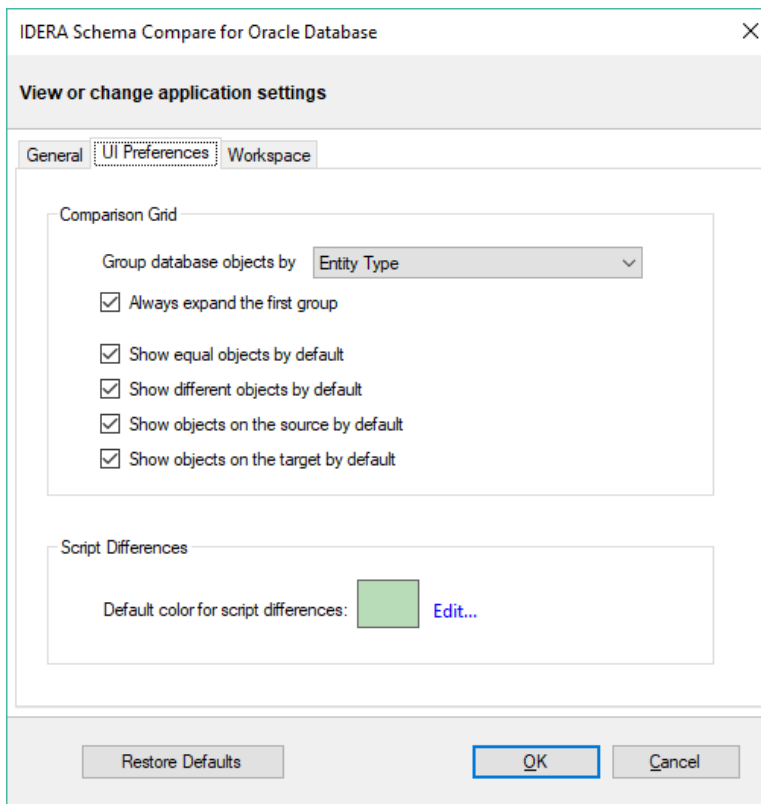 IDERA Schema Compare for Oracle Database
View or change application settings
General UI Preferences Workspace
Comparison Grid
Group database objects by Entity Type
Always expand the first group
Show equal objects by default
Show different objects by default
Show objects on the source by default
Show objects on the target by default
Script Differences
Default color for script differences: Edit...
Restore Defaults OK Cancel